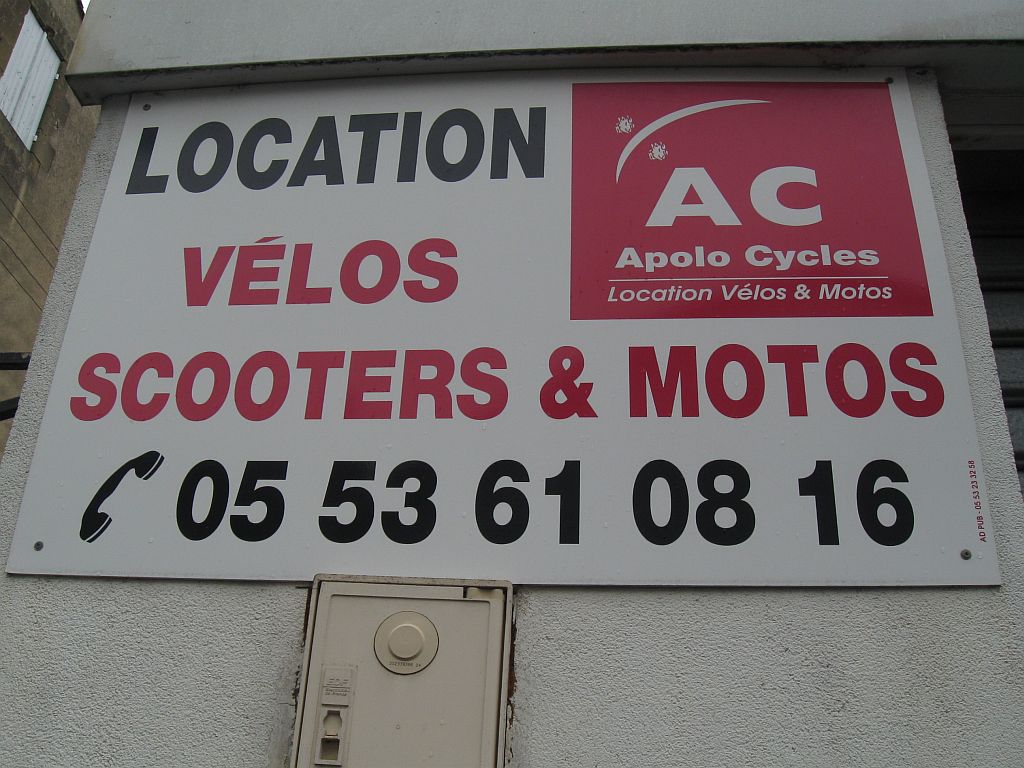 LOCATION
VÉLOS
SCOOTERS & MOTOS
05 53 61 08 16
AC
Apolo Cycles
Location Vélos & Motos
AD PUB - 05 53 23 32 58
EDF